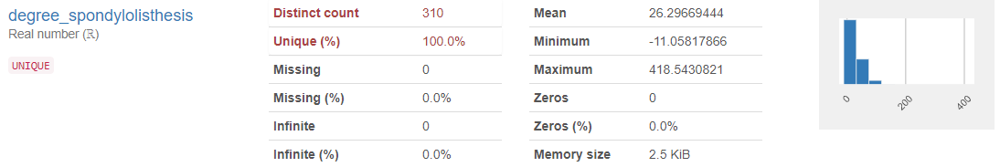 degree_spondylolisthesis
Real number (ℝ)
UNIQUE
Distinct count 310
Unique (%) 100.0%
Missing 0
Missing (%) 0.0%
Infinite 0
Infinite (%) 0.0%
Mean 26.29669444
Minimum -11.05817866
Maximum 418.5430821
Zeros 0
Zeros (%) 0.0%
Memory size 2.5 KiB
0
200
400